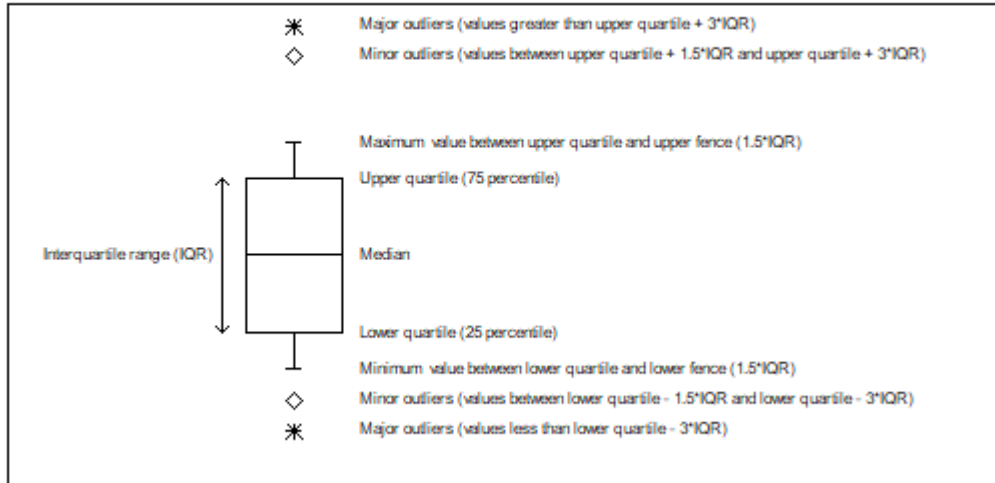 Major outliers (values greater than upper quartile + 3*IQR)
Minor outliers (values between upper quartile + 1.5*IQR and upper quartile + 3*IQR)
Maximum value between upper quartile and upper fence (1.5*IQR)
Upper quartile (75 percentile)
Interquartile range (IQR)
Median
Lower quartile (25 percentile)
Minimum value between lower quartile and lower fence (1.5*IQR)
Minor outliers (values between lower quartile - 1.5*IQR and lower quartile - 3*IQR)
Major outliers (values less than lower quartile - 3*IQR)